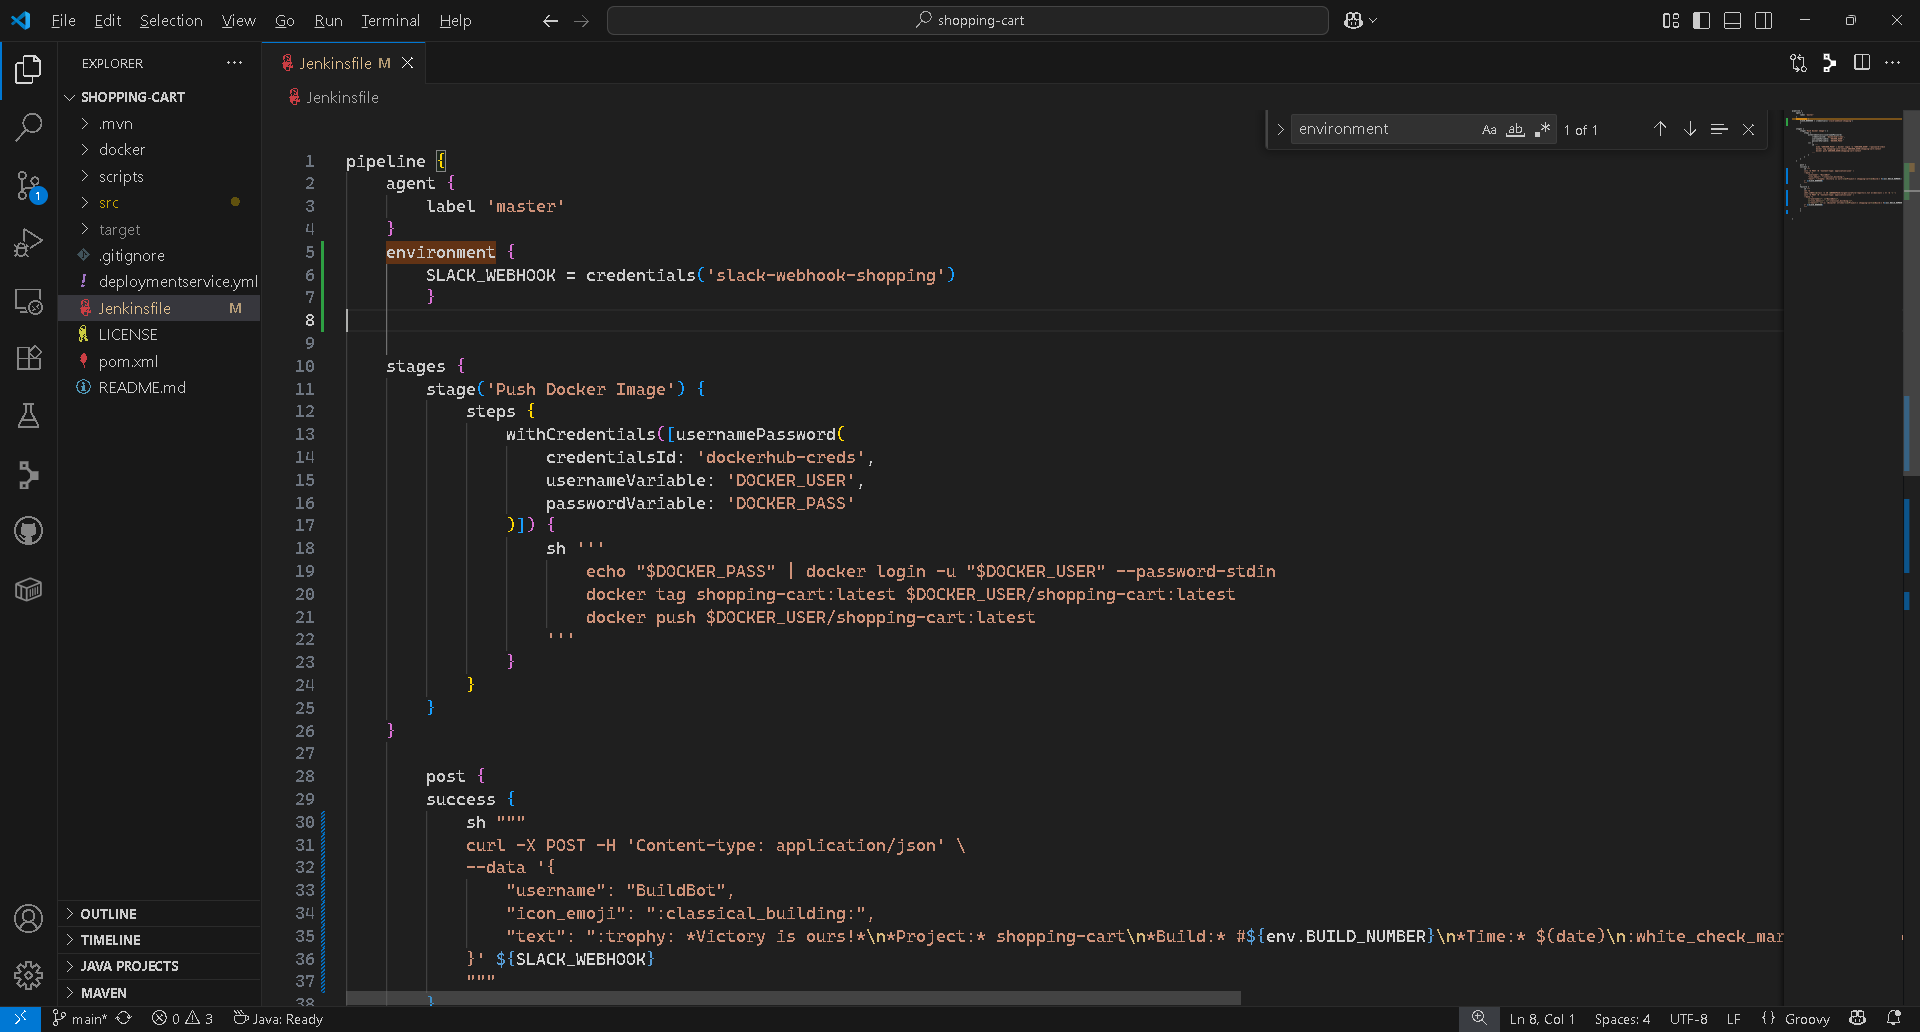 File Edit Selection View Go Run Terminal Help
shopping-cart
EXPLORER
SHOPPING-CART
.mvn
docker
scripts
src
target
.gitignore
deploymentservice.yml
Jenkinsfile M
LICENSE
pom.xml
README.md
OUTLINE
TIMELINE
JAVA PROJECTS
MAVEN
1
Jenkinsfile M
Jenkinsfile
environment Aa ab 1 of 1
1 pipeline {
2 agent {
3 label 'master'
4 }
5 environment {
6 SLACK_WEBHOOK = credentials('slack-webhook-shopping')
7 }
8
9
10 stages {
11 stage('Push Docker Image') {
12 steps {
13 withCredentials([usernamePassword(
14 credentialsId: 'dockerhub-creds',
15 usernameVariable: 'DOCKER_USER',
16 passwordVariable: 'DOCKER_PASS'
17 )]) {
18 sh '''
19 echo "$DOCKER_PASS" | docker login -u "$DOCKER_USER" --password-stdin
20 docker tag shopping-cart:latest $DOCKER_USER/shopping-cart:latest
21 docker push $DOCKER_USER/shopping-cart:latest
22 '''
23 }
24 }
25 }
26 }
27
28 post {
29 success {
30 sh """
31 curl -X POST -H 'Content-type: application/json' \
32 --data '{
33 "username": "BuildBot",
34 "icon_emoji": ":classical_building:",
35 "text": ":trophy: *Victory is ours!*\n*Project:* shopping-cart\n*Build:* #${env.BUILD_NUMBER}\n*Time:* $(date)\n:white_check_mar
36 }' ${SLACK_WEBHOOK}
37 """
38 }
main* 0 3 Java: Ready
Ln 8, Col 1 Spaces: 4 UTF-8 LF {} Groovy